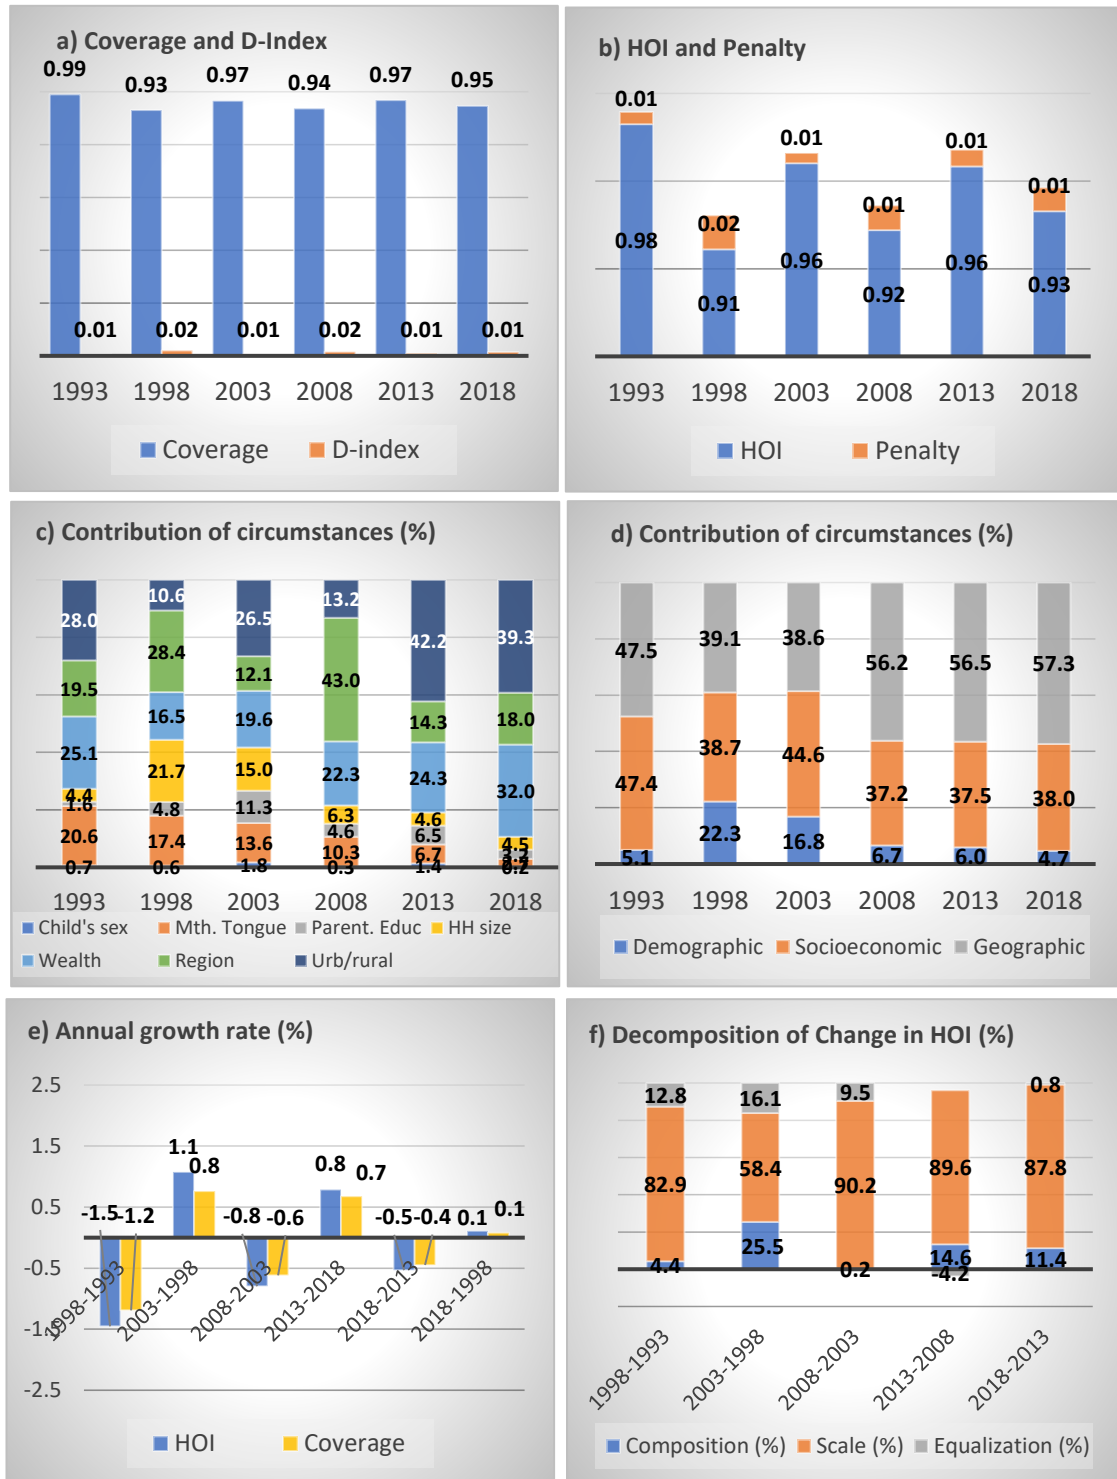 a) Coverage and D-Index
0.99 0.93 0.97 0.94 0.97 0.95
0.01 0.02 0.01 0.02 0.01 0.01
1993 1998 2003 2008 2013 2018
Coverage D-index
b) HOI and Penalty
0.01 0.02 0.01 0.01 0.01 0.01
0.98 0.91 0.96 0.92 0.96 0.93
1993 1998 2003 2008 2013 2018
HOI Penalty
c) Contribution of circumstances (%)
28.0 10.6 26.5 13.2 42.2 39.3
19.5 28.4 12.1 43.0 14.3 18.0
25.1 16.5 19.6 22.3 24.3 32.0
4.4 21.7 15.0 6.3 4.6 4.5
1.6 4.8 11.3 4.6 6.5
20.6 17.4 13.6 10.3 6.7
0.7 0.6 1.8 0.3 1.4 0.2
1993 1998 2003 2008 2013 2018
Child's sex Mth. Tongue Parent. Educ HH size
Wealth Region Urb/rural
d) Contribution of circumstances (%)
47.5 39.1 38.6 56.2 56.5 57.3
47.4 38.7 44.6 37.2 37.5 38.0
5.1 22.3 16.8 6.7 6.0 4.7
1993 1998 2003 2008 2013 2018
Demographic Socioeconomic Geographic
e) Annual growth rate (%)
2.5
1.5
0.5
-0.5
-1.5
-2.5
-1.5 1.1 -0.8 0.8 -0.5 0.1
-1.2 0.8 -0.6 0.7 -0.4 0.1
1998-1993 2003-1998 2008-2003 2013-2018 2018-2013 2018-1998
HOI Coverage
f) Decomposition of Change in HOI (%)
12.8 16.1 9.5 -4.2 0.8
82.9 58.4 90.2 89.6 87.8
4.4 25.5 0.2 14.6 11.4
1998-1993 2003-1998 2008-2003 2013-2008 2018-2013
Composition (%) Scale (%) Equalization (%)